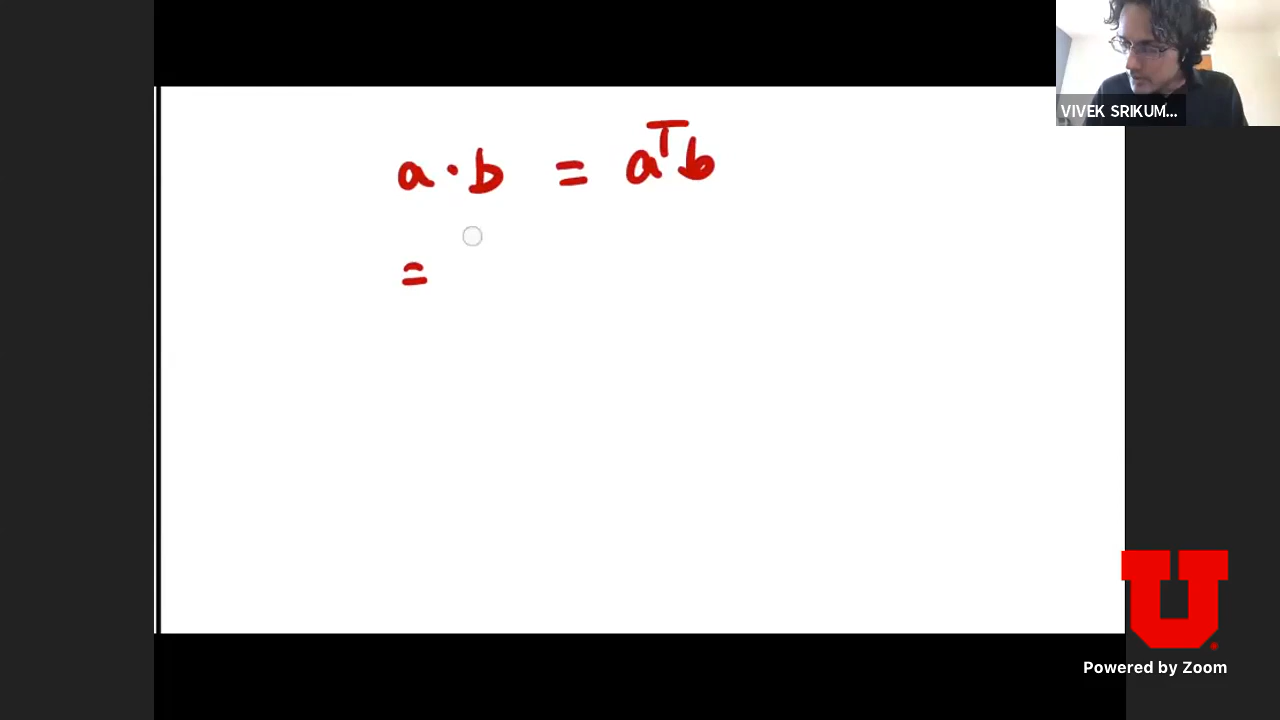 VIVEK SRIKUM...
a · b = aᵀb
=
U
Powered by Zoom